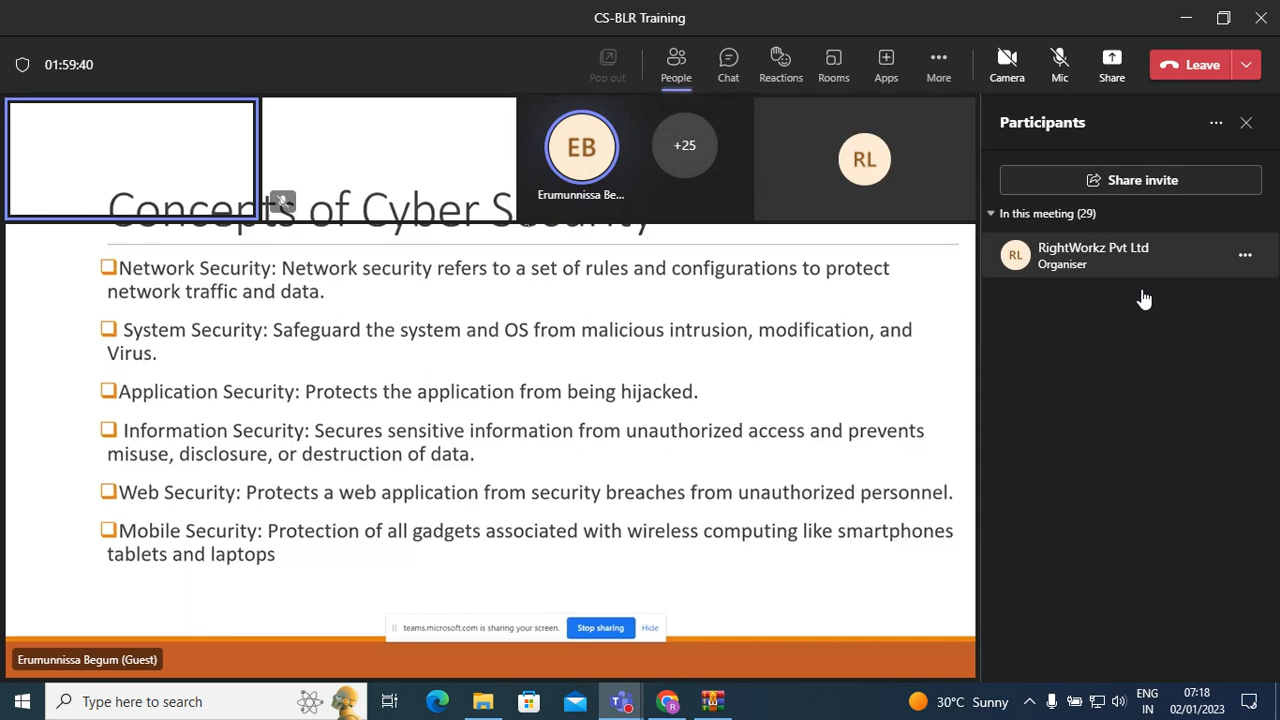 CS-BLR Training
01:59:40
Pop out
People
Chat
Reactions
Rooms
Apps
More
Camera
Mic
Share
Leave
EB
Erumunnissa Be...
+25
RL
Participants
Share invite
In this meeting (29)
RL
RightWorkz Pvt Ltd
Organiser
Concepts of Cyber
Network Security: Network security refers to a set of rules and configurations to protect
network traffic and data.
System Security: Safeguard the system and OS from malicious intrusion, modification, and
Virus.
Application Security: Protects the application from being hijacked.
Information Security: Secures sensitive information from unauthorized access and prevents
misuse, disclosure, or destruction of data.
Web Security: Protects a web application from security breaches from unauthorized personnel.
Mobile Security: Protection of all gadgets associated with wireless computing like smartphones
tablets and laptops
teams.microsoft.com is sharing your screen.
Stop sharing
Hide
Erumunnissa Begum (Guest)
Type here to search
30°C Sunny
ENG
IN
07:18
02/01/2023